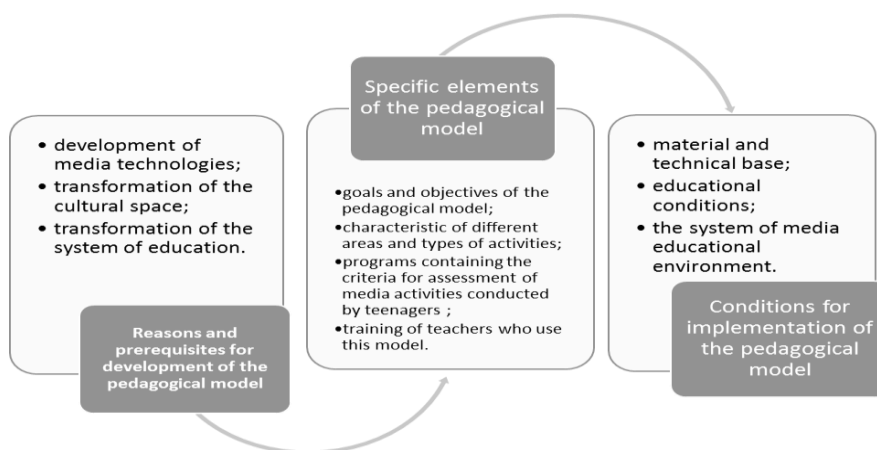 • development of
media technologies;
• transformation of the
cultural space;
• transformation of the
system of education.
Reasons and
prerequisites for
development of the
pedagogical model
Specific elements
of the pedagogical
model
•goals and objectives of the
pedagogical model;
•characteristic of different
areas and types of activities;
•programs containing the
criteria for assessment of
media activities conducted
by teenagers ;
•training of teachers who use
this model.
• material and
technical base;
• educational
conditions;
• the system of media
educational
environment.
Conditions for
implementation of
the pedagogical
model